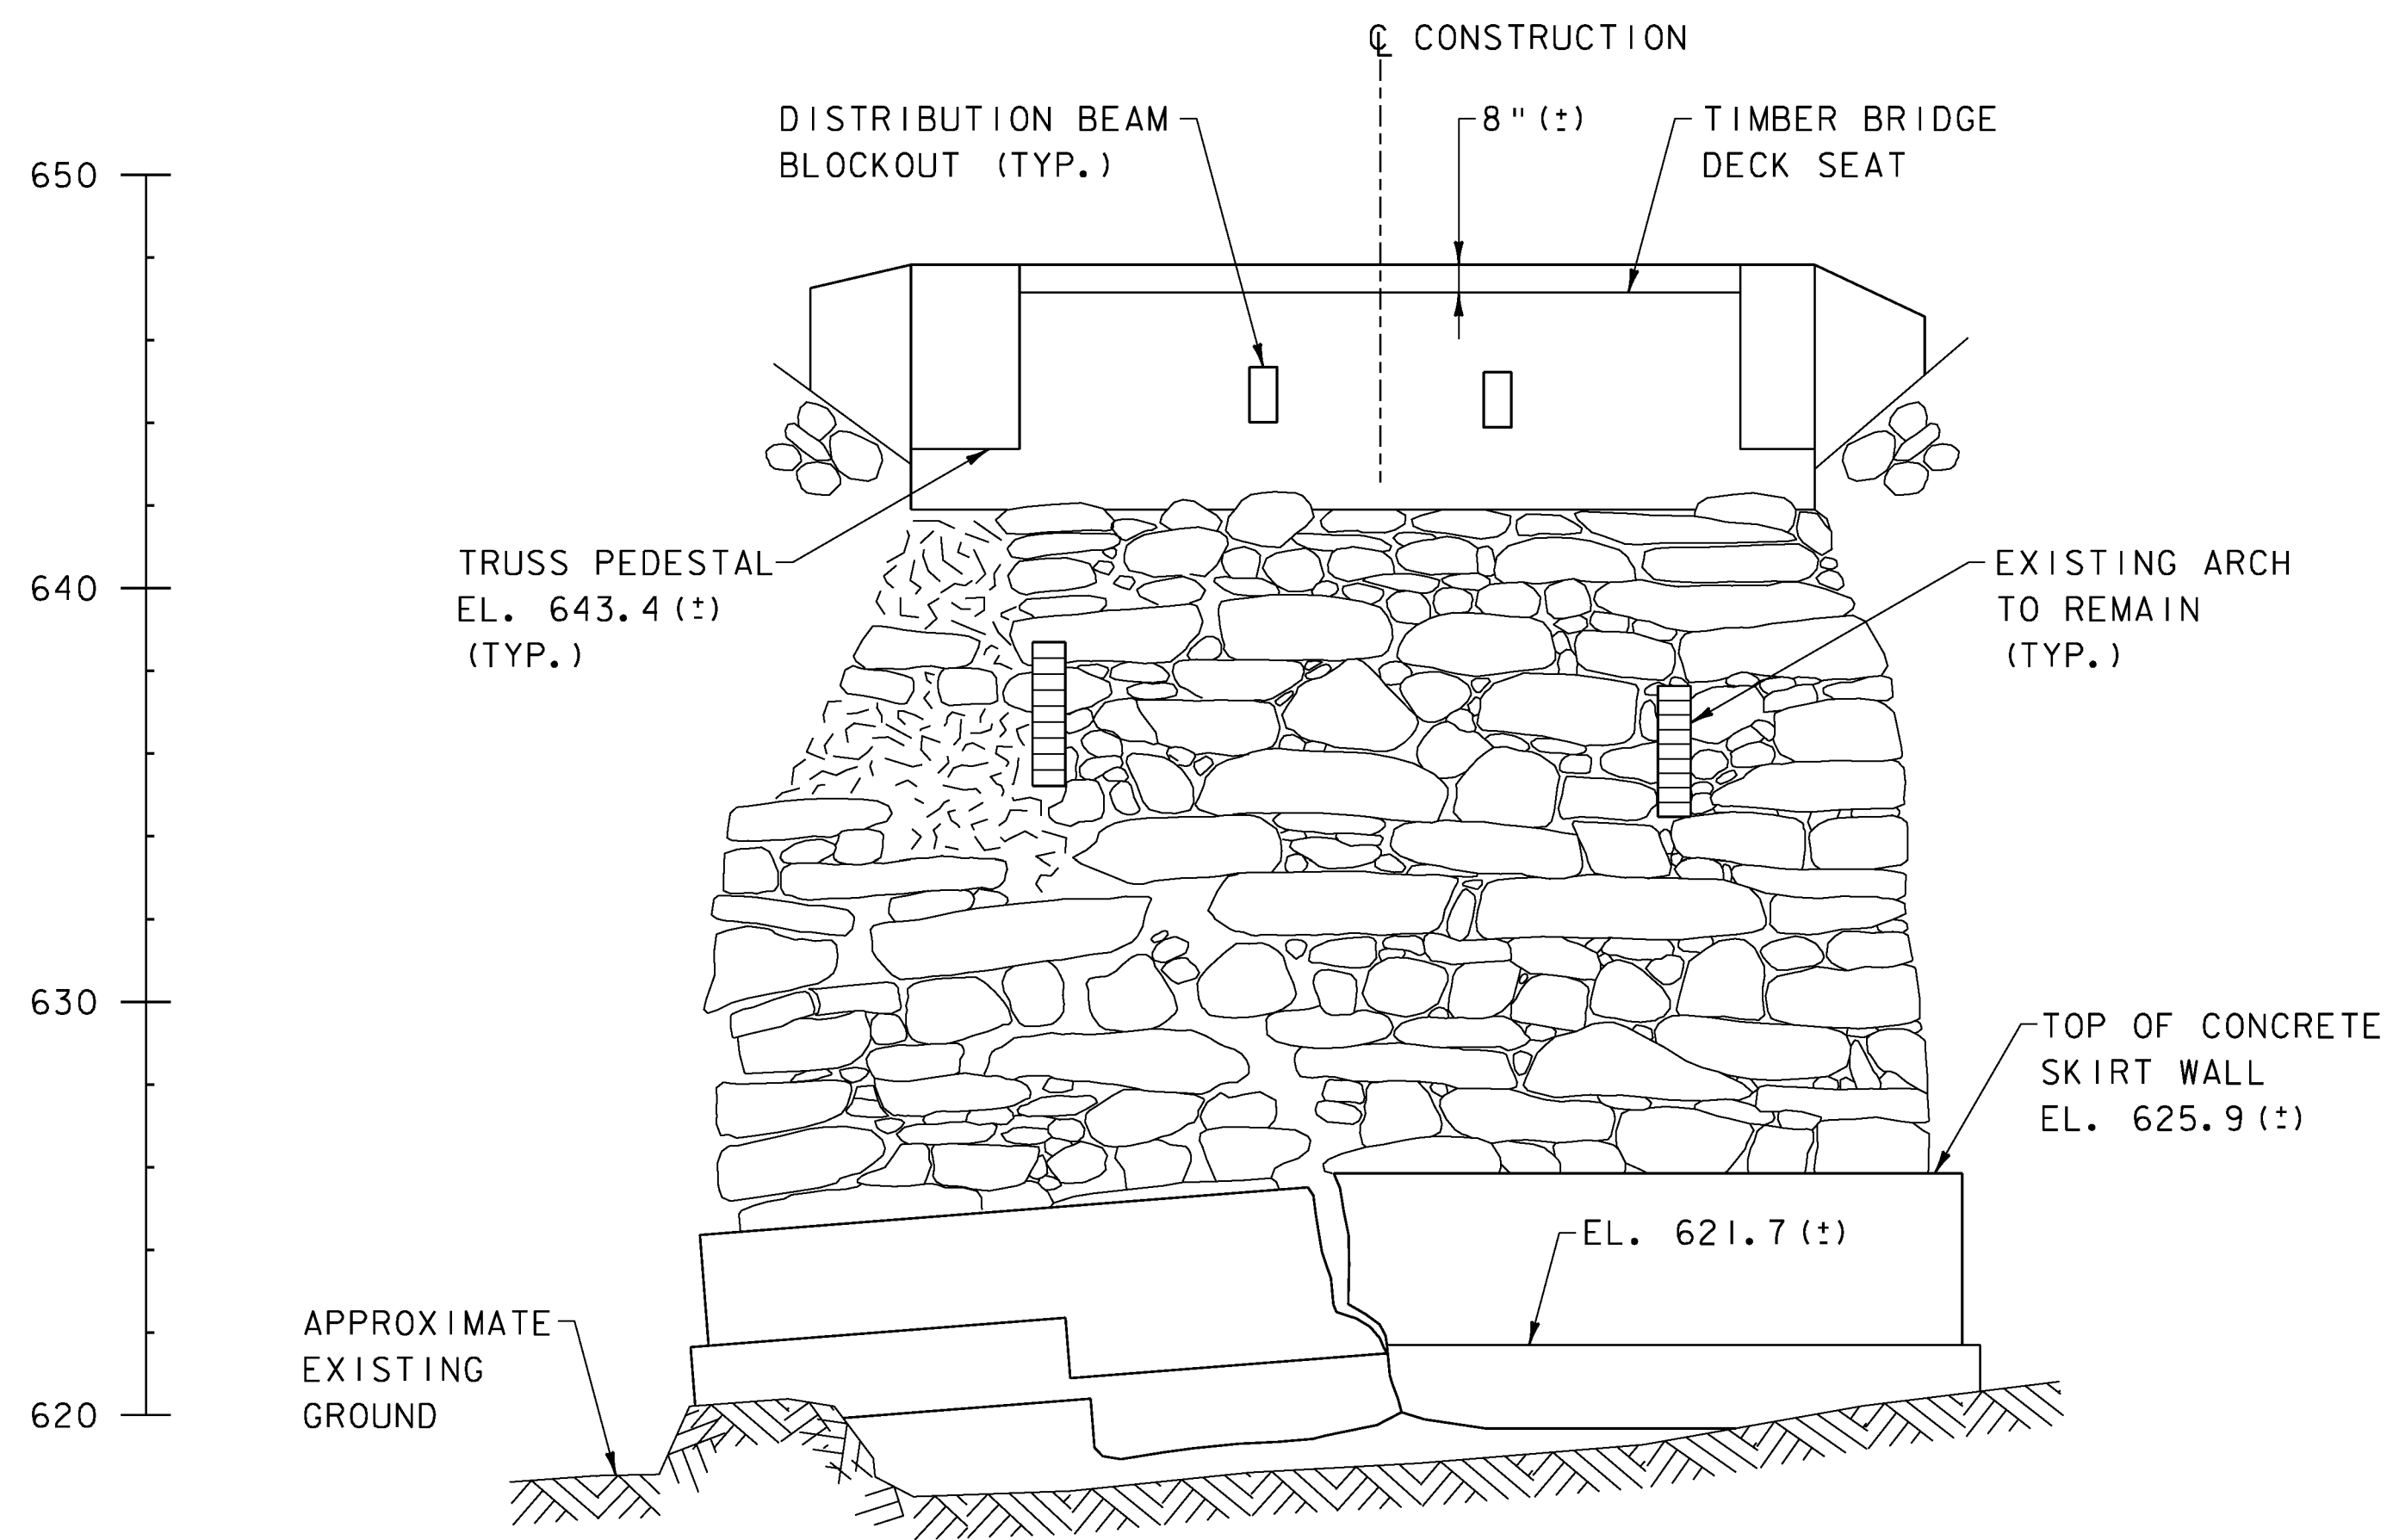 ℄ CONSTRUCTION
DISTRIBUTION BEAM
BLOCKOUT (TYP.)
8"(±)
TIMBER BRIDGE
DECK SEAT
650
TRUSS PEDESTAL
EL. 643.4(±)
(TYP.)
640
EXISTING ARCH
TO REMAIN
(TYP.)
630
TOP OF CONCRETE
SKIRT WALL
EL. 625.9(±)
EL. 621.7(±)
APPROXIMATE
EXISTING
GROUND
620